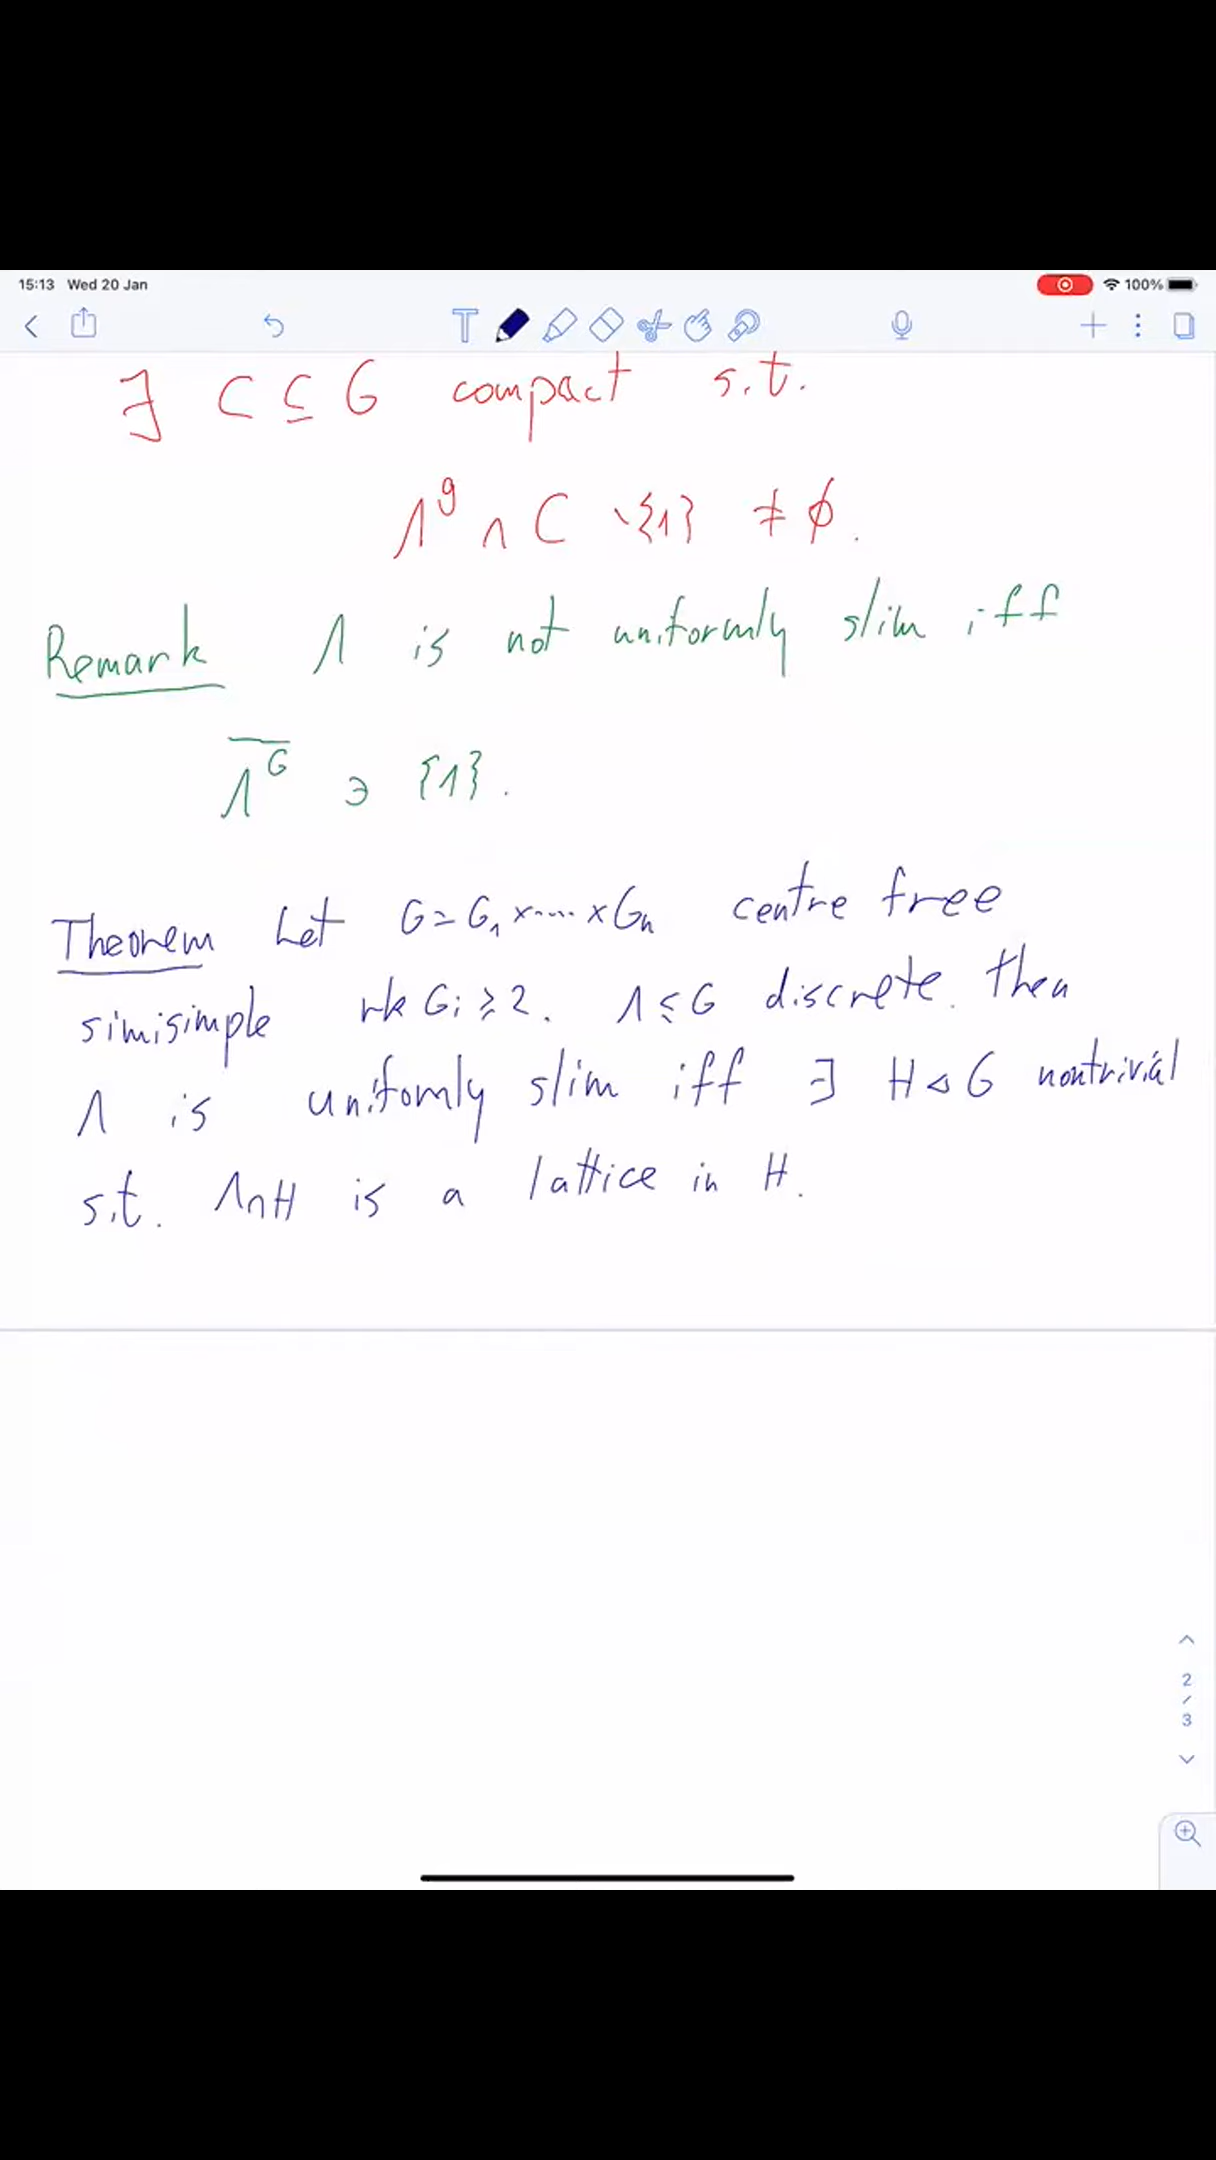 15:13 Wed 20 Jan 100%
T
∃ C ⊆ G compact s.t.
Λ^g ∩ C \ {1} ≠ ∅.
Remark Λ is not uniformly slim iff
\overline{Λ^G} ∋ {1}.
Theorem Let G = G₁ × ⋯ × Gₙ centre free
simisimple rk Gᵢ ≥ 2. Λ ≤ G discrete. then
Λ is unifomly slim iff ∃ H ⊲ G nontrivial
s.t. Λ∩H is a lattice in H.
2
/
3